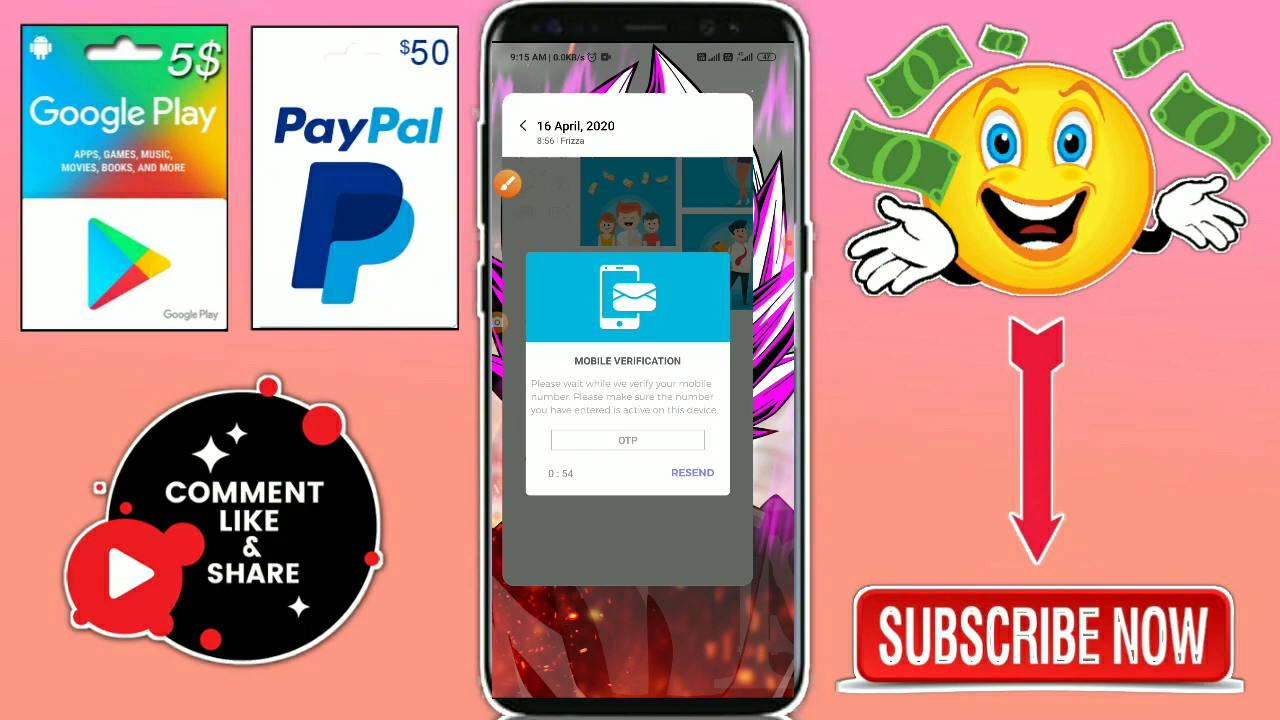 5$
Google Play
APPS, GAMES, MUSIC,
MOVIES, BOOKS, AND MORE
Google Play
$50
PayPal
COMMENT
LIKE
&
SHARE
9:15 AM | 0.0KB/s
47
16 April, 2020
8:56 | Frizza
MOBILE VERIFICATION
Please wait while we verify your mobile
number. Please make sure the number
you have entered is active on this device.
OTP
0 : 54
RESEND
SUBSCRIBE NOW